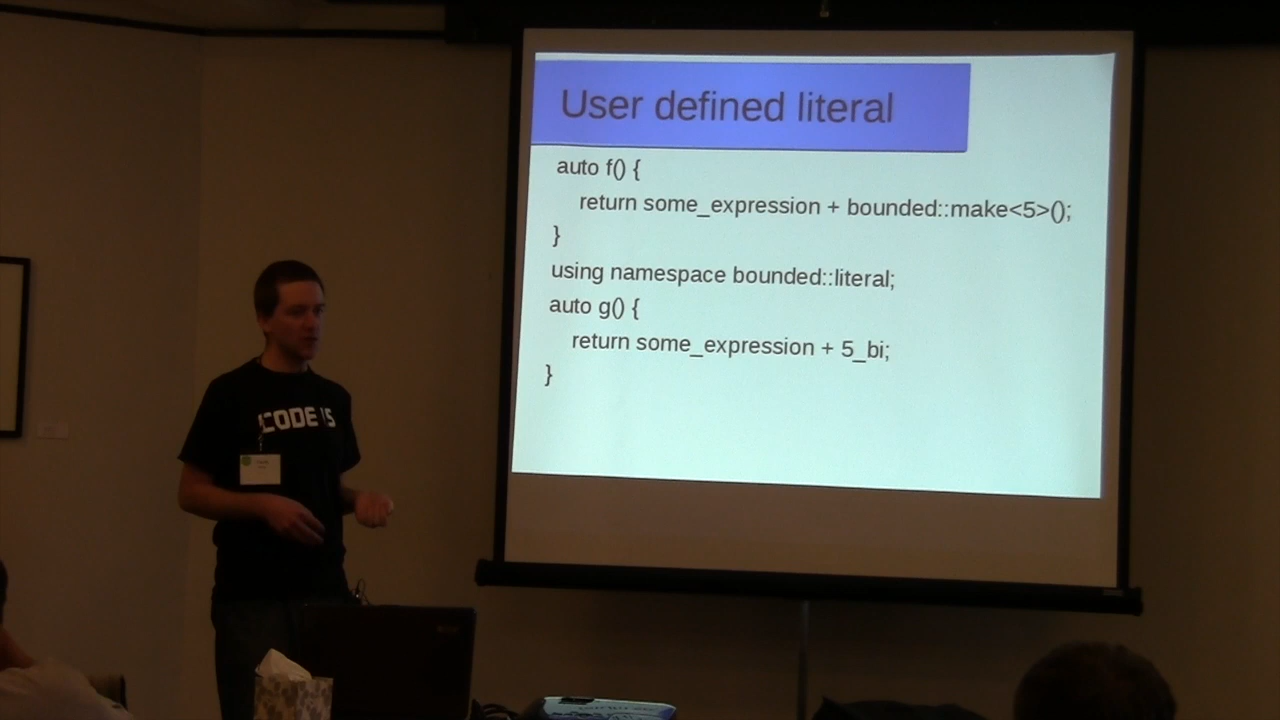 User defined literal
auto f() {
return some_expression + bounded::make<5>();
}
using namespace bounded::literal;
auto g() {
return some_expression + 5_bi;
}
CODE IS